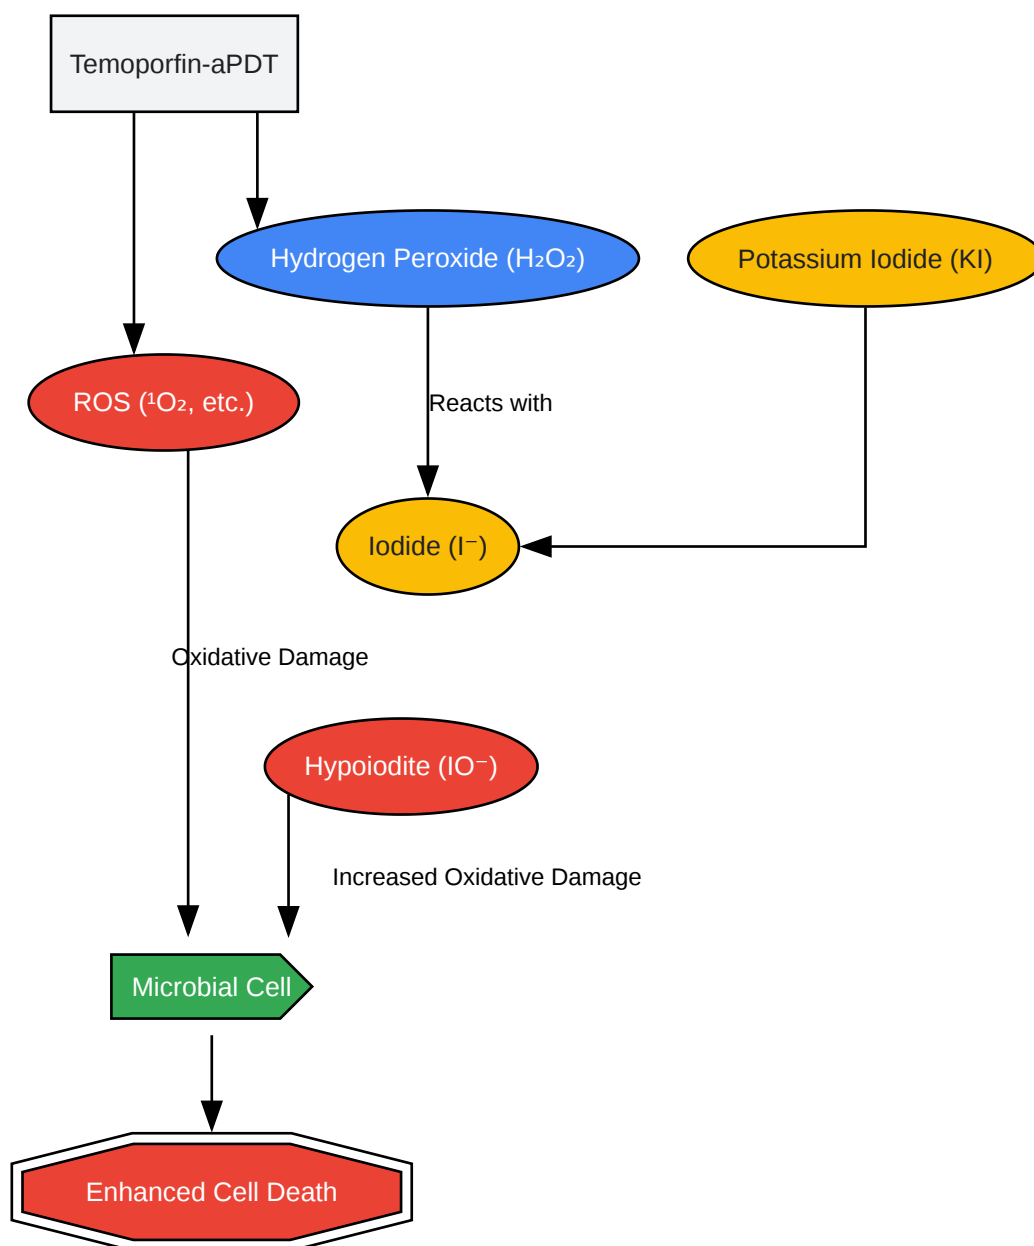 Temoporfin-aPDT
Hydrogen Peroxide (H₂O₂)
Potassium Iodide (KI)
ROS (¹O₂, etc.)
Reacts with
Iodide (I⁻)
Oxidative Damage
Hypoiodite (IO⁻)
Increased Oxidative Damage
Microbial Cell
Enhanced Cell Death